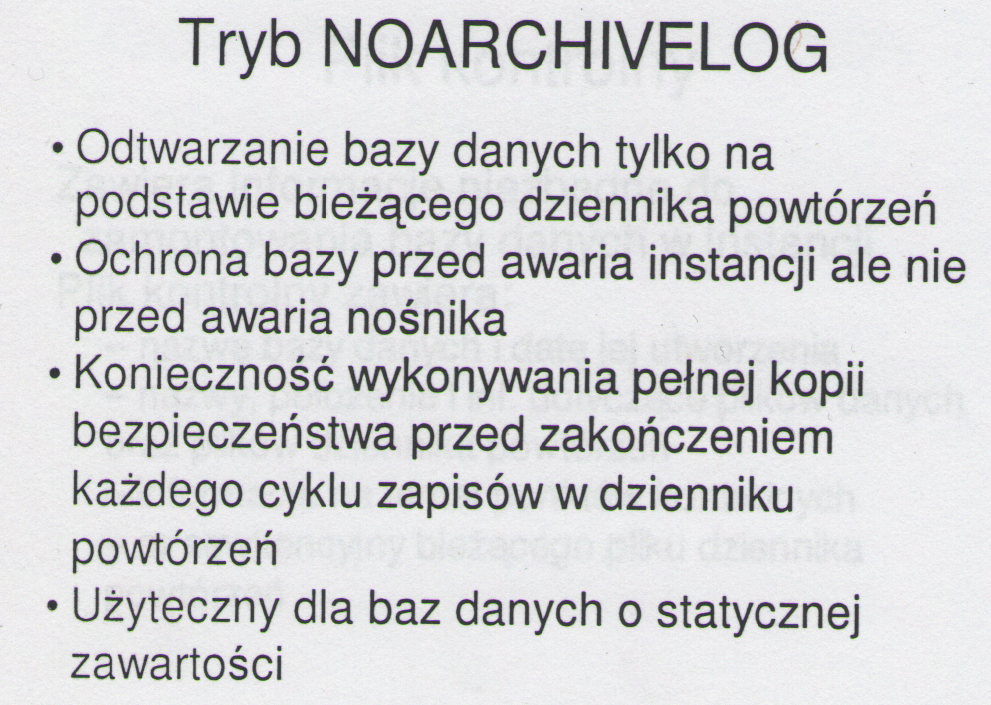 Tryb NOARCHIVELOG
• Odtwarzanie bazy danych tylko na
podstawie bieżącego dziennika powtórzeń
• Ochrona bazy przed awaria instancji ale nie
przed awaria nośnika
• Konieczność wykonywania pełnej kopii
bezpieczeństwa przed zakończeniem
każdego cyklu zapisów w dzienniku
powtórzeń
• Użyteczny dla baz danych o statycznej
zawartości